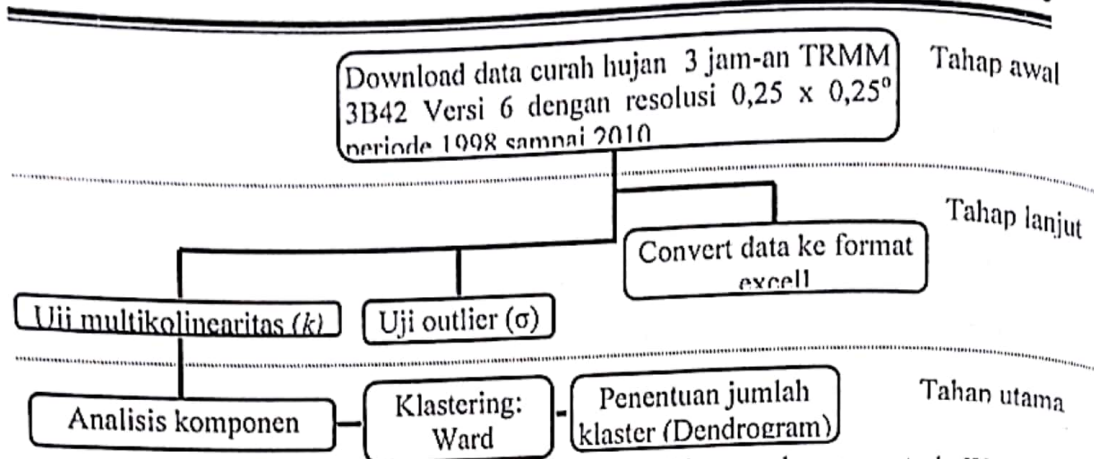 Download data curah hujan 3 jam-an TRMM
3B42 Versi 6 dengan resolusi 0,25 x 0,25°
periode 1998 sampai 2010
Tahap awal
Tahap lanjut
Convert data ke format
excell
Uji multikolinearitas (k)
Uji outlier (σ)
Analisis komponen
Klastering:
Ward
Penentuan jumlah
klaster (Dendrogram)
Tahap utama